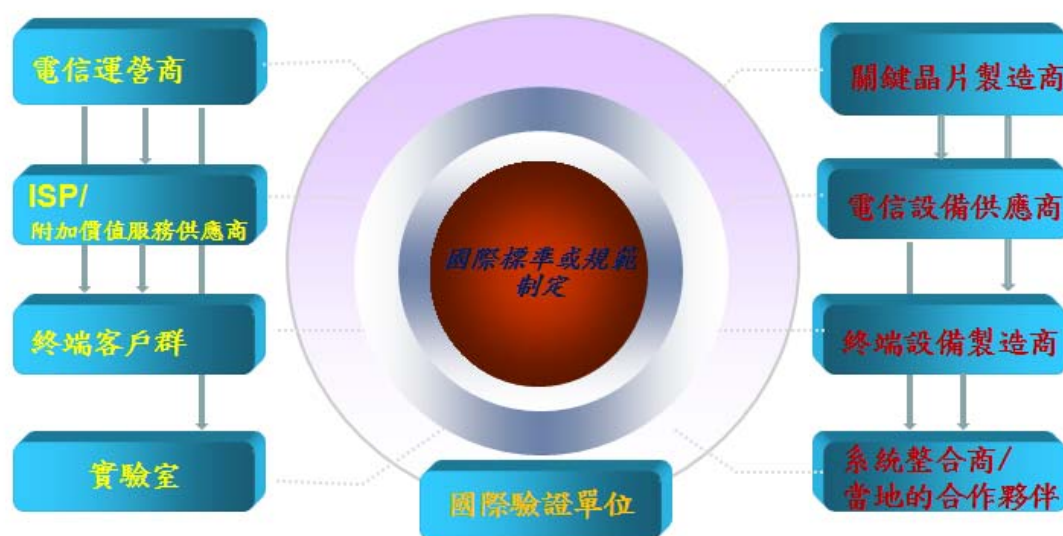 電信運營商
ISP/
附加價值服務供應商
終端客戶群
實驗室
國際標準或規範
制定
國際驗證單位
關鍵晶片製造商
電信設備供應商
終端設備製造商
系統整合商/
當地的合作夥伴